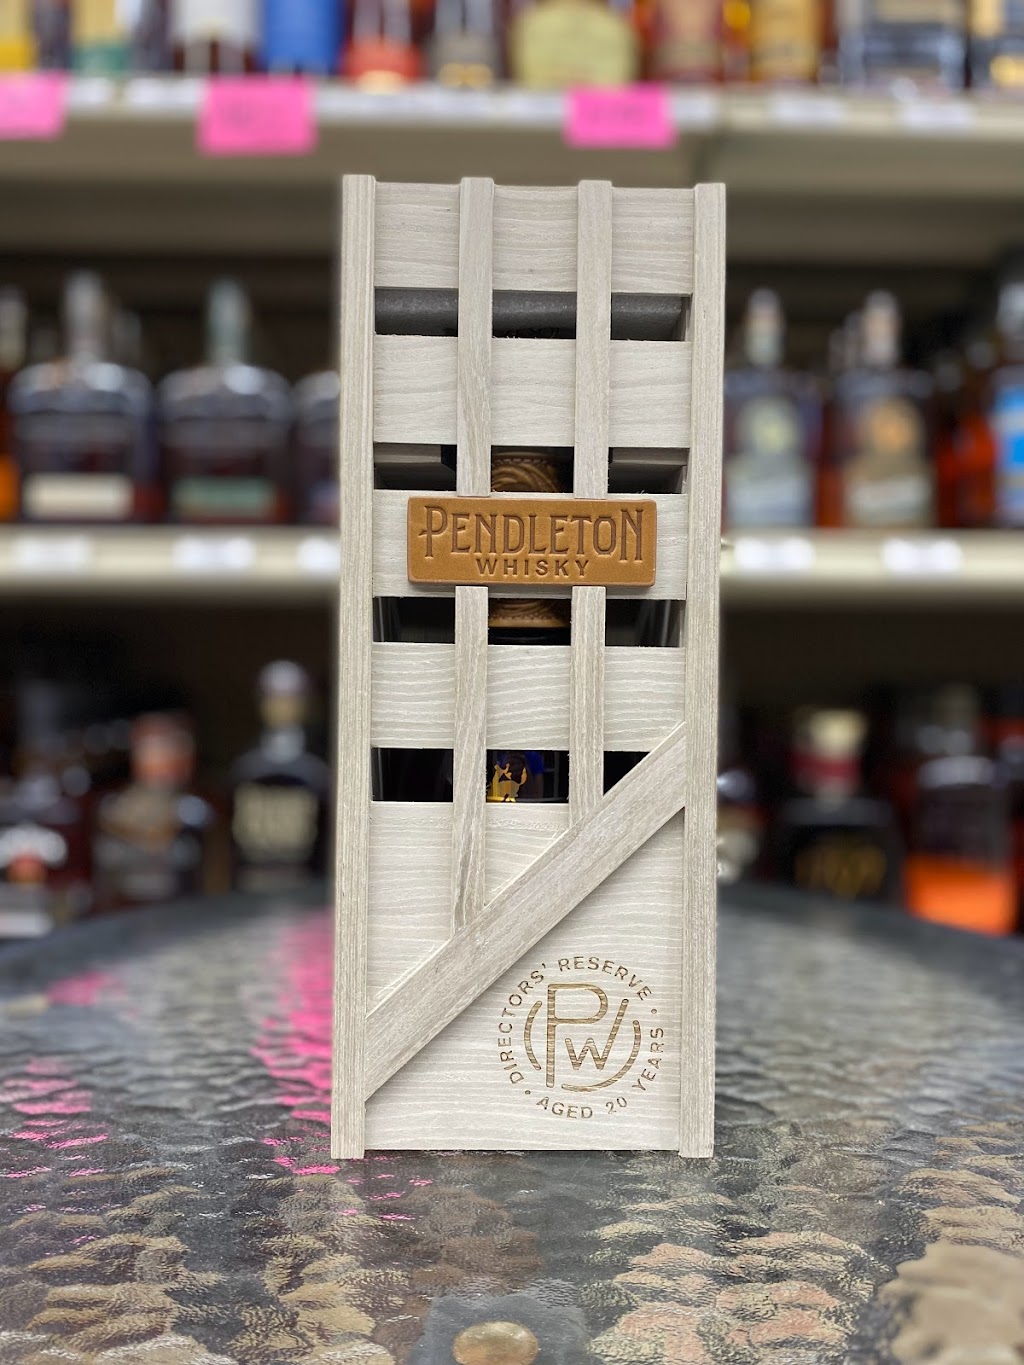 PENDLETON
WHISKY
DIRECTORS' RESERVE
PW
• AGED 20 YEARS •